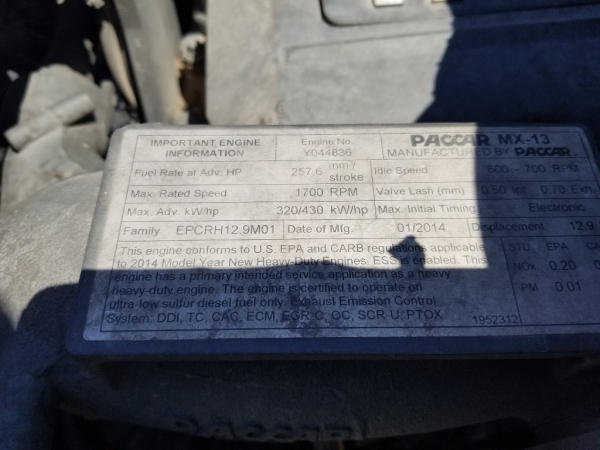 IMPORTANT ENGINE INFORMATION
Engine No. Y044836
PACCAR MX-13
MANUFACTURED BY PACCAR
Fuel Rate at Adv. HP 257.6 mm³/stroke
Idle Speed 600 - 700 RPM
Max. Rated Speed 1700 RPM
Valve Lash (mm) 0.50 Int. 0.70 Exh.
Max. Adv. kW/hp 320/430 kW/hp
Max. Initial Timing Electronic
Family EPCRH12.9M01
Date of Mfg. 01/2014
Displacement 12.9
This engine conforms to U.S. EPA and CARB regulations applicable
to 2014 Model Year New Heavy-Duty Engines. ESS is enabled. This
engine has a primary intended service application as a heavy
heavy-duty engine. The engine is certified to operate on
ultra-low sulfur diesel fuel only. Exhaust Emission Control
System: DDI, TC, CAC, ECM, EGR-C, OC, SCR-U, PTOX
STD. EPA
NOx 0.20
PM 0.01
1952312
PACCAR